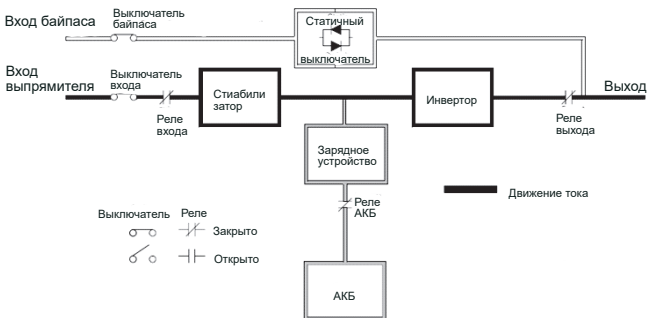 Вход байпаса
Выключатель
байпаса
Статичный
выключатель
Вход
выпрямителя
Выключатель
входа
Реле
входа
Стиабили
затор
Инвертор
Реле
выхода
Выход
Зарядное
устройство
Реле
АКБ
Движение тока
Выключатель
Реле
Закрыто
Открыто
АКБ